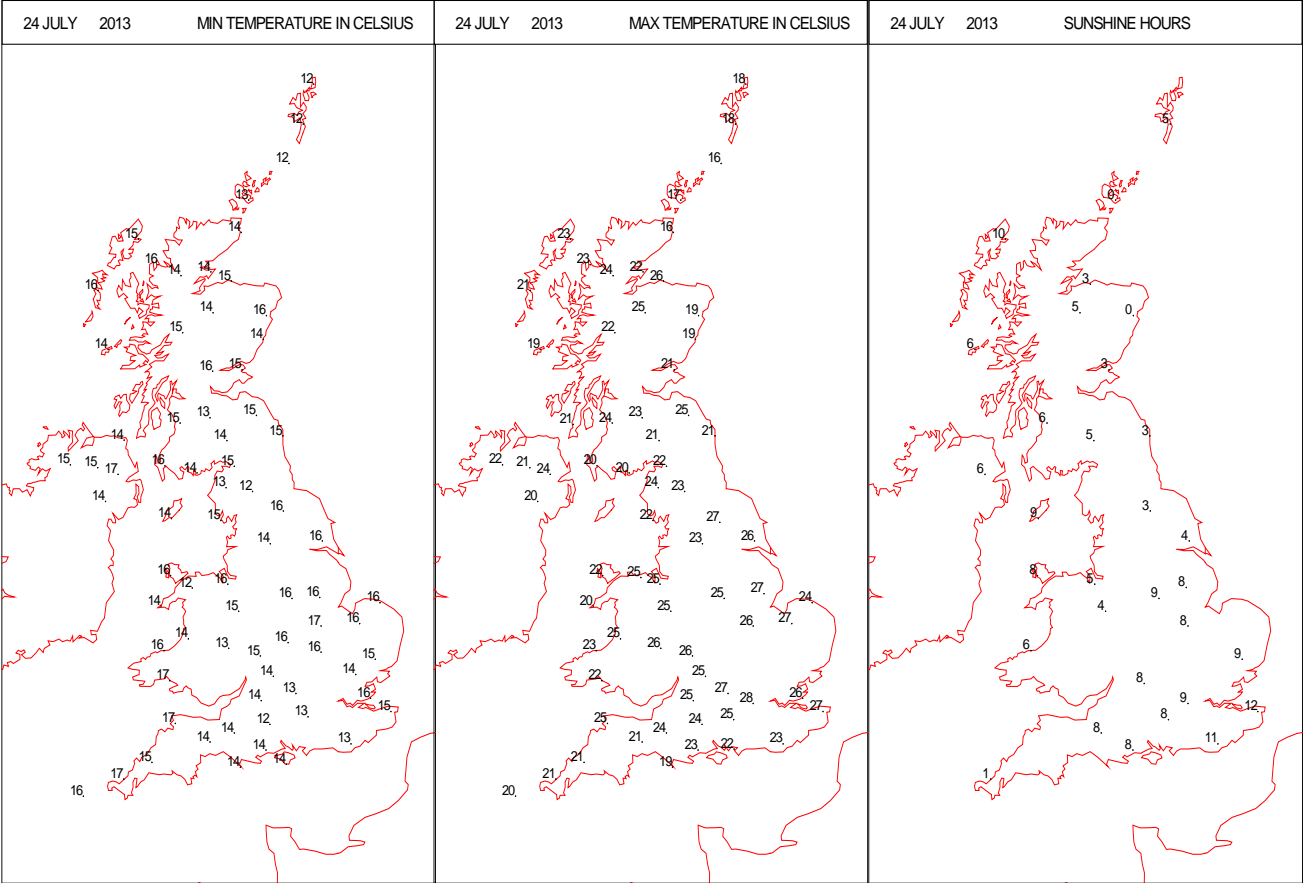 24 JULY 2013 MIN TEMPERATURE IN CELSIUS
12
12
12
13
14
15
16 14 14
15
16
14 16
15 14
14
16 15
15 13 15
14 14 15
15 15 17 16 14 15
13 12
14
14 15 16
14 16
16 12 16
14 15 16 16 16
17 16
14 16
16 13 15 16 15
17 14 14
14 13 16
17 12 13 15
14 14 14 13
15 14 14
17
16
24 JULY 2013 MAX TEMPERATURE IN CELSIUS
18
18
16
17
16
23
23 24 22
26
21
25 19
22 19
19
21
21 24 23 25
21 21
22 21 24 20 20 22
24 23
20
22 27
23 26
22 25 25
20 25 25 27 24
26 27
25
23 26 26
22 25
25 27 28 26
25 24 25 27
21 24 23 22 23
21 19
21
20
24 JULY 2013 SUNSHINE HOURS
18
5
0
10
3
5 0
6
3
6
5 3
6
9 3
4
8 5 8
4 9
8
6 9
8
9 12
8
8 8 11
1